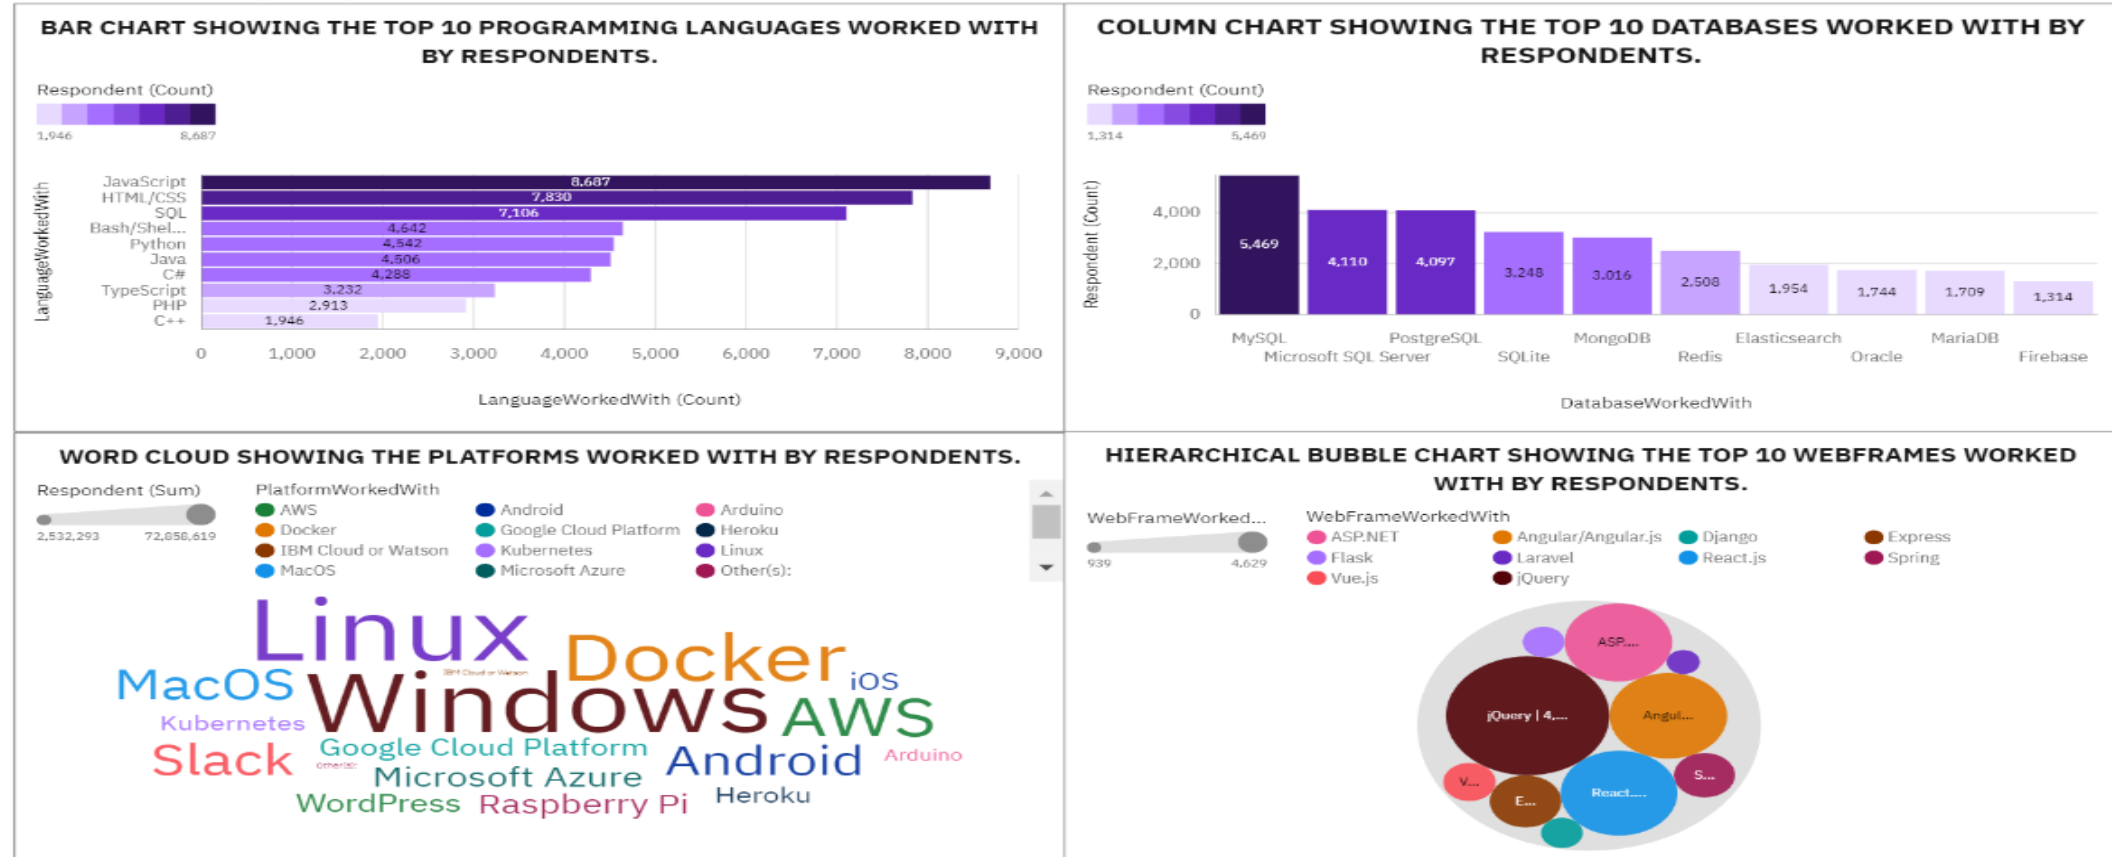 BAR CHART SHOWING THE TOP 10 PROGRAMMING LANGUAGES WORKED WITH
BY RESPONDENTS.
Respondent (Count)
1,946 8,687
LanguageWorkedWith
JavaScript 8,687
HTML/CSS 7,830
SQL 7,106
Bash/Shel... 4,642
Python 4,542
Java 4,506
C# 4,288
TypeScript 3,232
PHP 2,913
C++ 1,946
0 1,000 2,000 3,000 4,000 5,000 6,000 7,000 8,000 9,000
LanguageWorkedWith (Count)
COLUMN CHART SHOWING THE TOP 10 DATABASES WORKED WITH BY
RESPONDENTS.
Respondent (Count)
1,314 5,469
Respondent (Count)
4,000
2,000
0
5,469 4,110 4,097 3,248 3,016 2,508 1,954 1,744 1,709 1,314
MySQL PostgreSQL MongoDB Elasticsearch MariaDB
Microsoft SQL Server SQLite Redis Oracle Firebase
DatabaseWorkedWith
WORD CLOUD SHOWING THE PLATFORMS WORKED WITH BY RESPONDENTS.
Respondent (Sum)
2,532,293 72,858,619
PlatformWorkedWith
AWS Android Arduino
Docker Google Cloud Platform Heroku
IBM Cloud or Watson Kubernetes Linux
MacOS Microsoft Azure Other(s):
Linux
Docker
IBM Cloud or Watson
MacOS Windows iOS
AWS
Kubernetes
Google Cloud Platform
Slack Other(s): Android Arduino
Microsoft Azure
WordPress Raspberry Pi Heroku
HIERARCHICAL BUBBLE CHART SHOWING THE TOP 10 WEBFRAMES WORKED
WITH BY RESPONDENTS.
WebFrameWorked...
939 4,629
WebFrameWorkedWith
ASP.NET Angular/Angular.js Django Express
Flask Laravel React.js Spring
Vue.js jQuery
ASP....
jQuery | 4,... Angul...
V... S...
E... React....